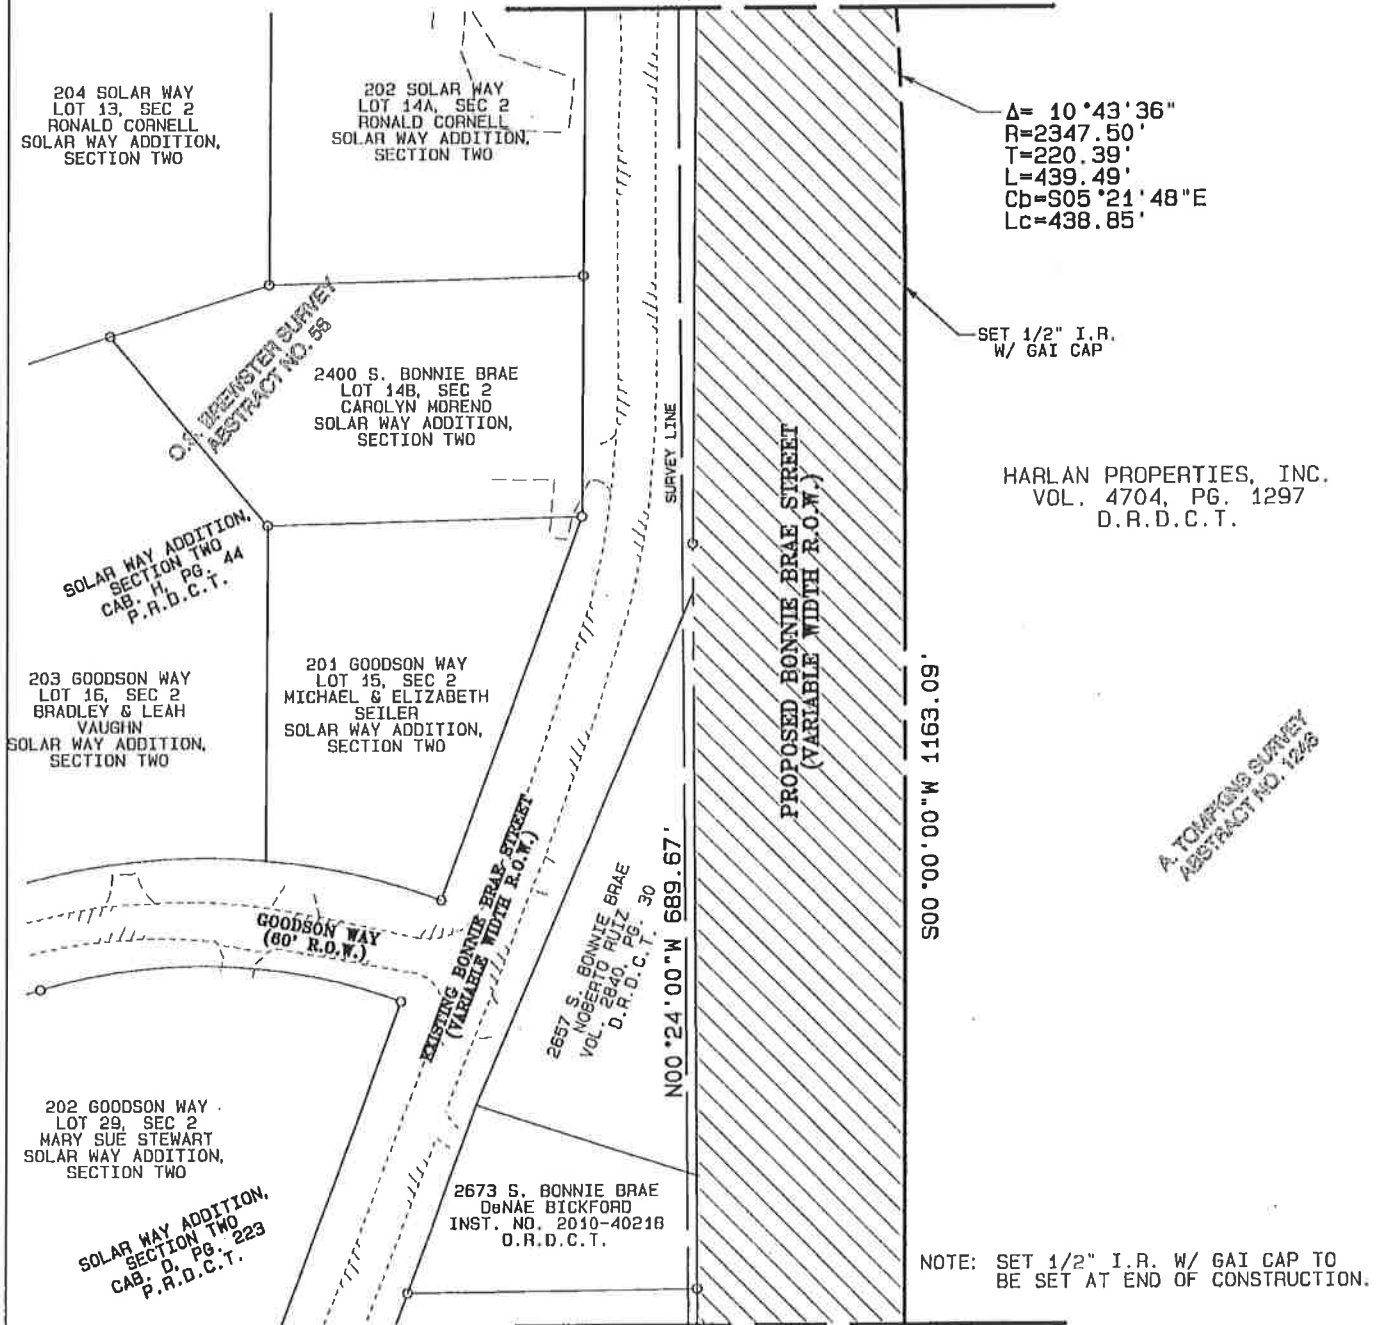 204 SOLAR WAY
LOT 13, SEC 2
RONALD CORNELL
SOLAR WAY ADDITION,
SECTION TWO
202 SOLAR WAY
LOT 14A, SEC 2
RONALD CORNELL
SOLAR WAY ADDITION,
SECTION TWO
Δ= 10°43'36"
R=2347.50'
T=220.39'
L=439.49'
Cb=S05°21'48"E
Lc=438.85'
SET 1/2" I.R.
W/ GAI CAP
O.S. BREWSTER SURVEY
ABSTRACT NO. 56
2400 S. BONNIE BRAE
LOT 14B, SEC 2
CAROLYN MORENO
SOLAR WAY ADDITION,
SECTION TWO
SURVEY LINE
PROPOSED BONNIE BRAE STREET
(VARIABLE WIDTH R.O.W.)
HARLAN PROPERTIES, INC.
VOL. 4704, PG. 1297
D.R.D.C.T.
SOLAR WAY ADDITION,
SECTION TWO
CAB. H, PG. 44
P.R.D.C.T.
203 GOODSON WAY
LOT 16, SEC 2
BRADLEY & LEAH
VAUGHN
SOLAR WAY ADDITION,
SECTION TWO
201 GOODSON WAY
LOT 15, SEC 2
MICHAEL & ELIZABETH
SEILER
SOLAR WAY ADDITION,
SECTION TWO
S00°00'00"W 1163.09'
A. TOMPKINS SURVEY
ABSTRACT NO. 1246
GOODSON WAY
(60' R.O.W.)
EXISTING BONNIE BRAE STREET
(VARIABLE WIDTH R.O.W.)
2657 S. BONNIE BRAE
NOBERTO RUIZ
VOL. 2840, PG. 30
D.R.D.C.T.
N00°24'00"W 689.67'
202 GOODSON WAY
LOT 29, SEC 2
MARY SUE STEWART
SOLAR WAY ADDITION,
SECTION TWO
SOLAR WAY ADDITION,
SECTION TWO
CAB. D, PG. 223
P.R.D.C.T.
2673 S. BONNIE BRAE
DeNAE BICKFORD
INST. NO. 2010-40218
O.R.D.C.T.
NOTE: SET 1/2" I.R. W/ GAI CAP TO
BE SET AT END OF CONSTRUCTION.